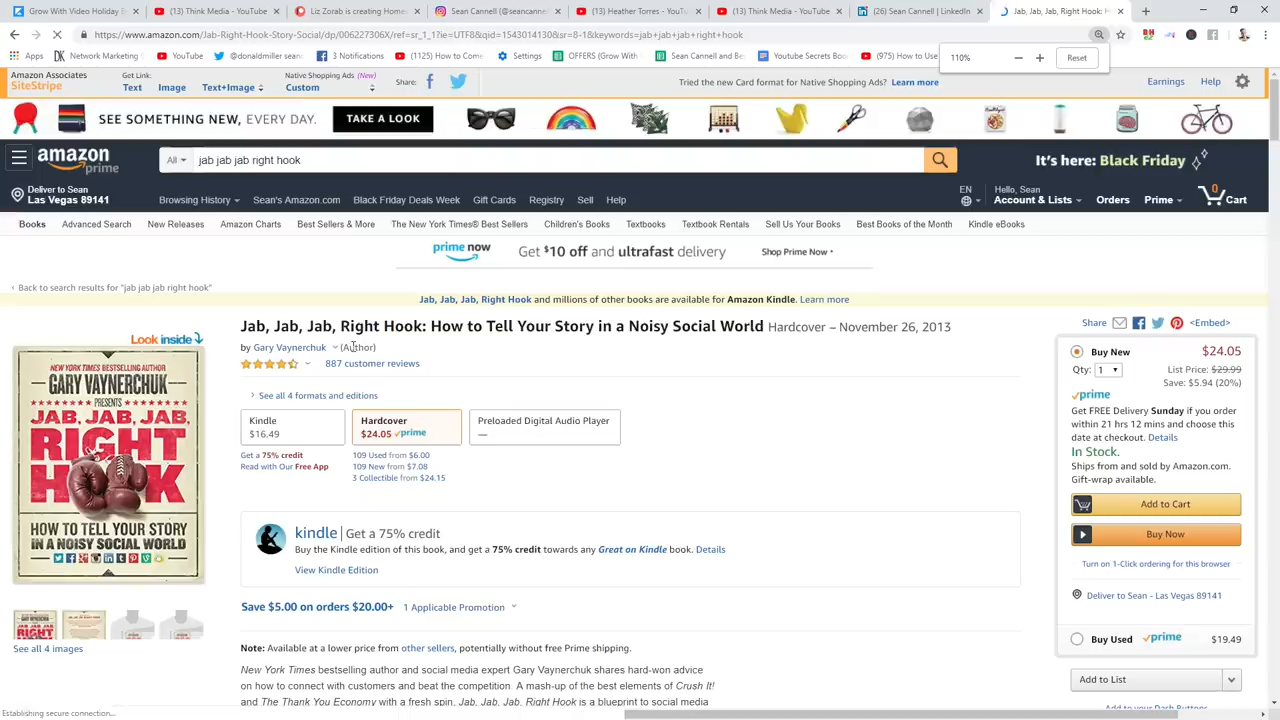 Grow With Video Holiday B
(13) Think Media - YouTube
Liz Zorab is creating Homes
Sean Cannell (@seancanne
(13) Heather Torres - YouTu
(13) Think Media - YouTube
(26) Sean Cannell | LinkedIn
Jab, Jab, Jab, Right Hook: H
https://www.amazon.com/Jab-Right-Hook-Story-Social/dp/006227306X/ref=sr_1_1?ie=UTF8&qid=1543014130&sr=8-1&keywords=jab+jab+jab+right+hook
Apps
Network Marketing
YouTube
@donaldmiller sear
3 Notifications
(1125) How to Come
Settings
OFFERS (Grow With
Sean Cannell and Be
Youtube Secrets Boo
(975) How to Use
110%
Reset
Amazon Associates
SiteStripe
Get Link:
Text
Image
Text+Image
Native Shopping Ads (New)
Custom
Share:
Tried the new Card format for Native Shopping Ads? Learn more
Earnings
Help
SEE SOMETHING NEW, EVERY DAY.
TAKE A LOOK
amazon
prime
All
jab jab jab right hook
It's here: Black Friday
Deliver to Sean
Las Vegas 89141
Browsing History
Sean's Amazon.com
Black Friday Deals Week
Gift Cards
Registry
Sell
Help
EN
Hello, Sean
Account & Lists
Orders
Prime
0
Cart
Books
Advanced Search
New Releases
Amazon Charts
Best Sellers & More
The New York Times® Best Sellers
Children's Books
Textbooks
Textbook Rentals
Sell Us Your Books
Best Books of the Month
Kindle eBooks
prime now
Get $10 off and ultrafast delivery
Shop Prime Now
‹ Back to search results for "jab jab jab right hook"
Jab, Jab, Jab, Right Hook and millions of other books are available for Amazon Kindle. Learn more
Look inside
NEW YORK TIMES BESTSELLING AUTHOR
GARY VAYNERCHUK
PRESENTS
JAB, JAB, JAB,
RIGHT
HOOK
HOW TO TELL YOUR STORY
IN A NOISY SOCIAL WORLD
See all 4 images
Jab, Jab, Jab, Right Hook: How to Tell Your Story in a Noisy Social World Hardcover – November 26, 2013
by Gary Vaynerchuk (Author)
887 customer reviews
See all 4 formats and editions
Kindle
$16.49
Hardcover
$24.05 prime
Preloaded Digital Audio Player
—
Get a 75% credit
Read with Our Free App
109 Used from $6.00
109 New from $7.08
3 Collectible from $24.15
kindle | Get a 75% credit
Buy the Kindle edition of this book, and get a 75% credit towards any Great on Kindle book. Details
View Kindle Edition
Save $5.00 on orders $20.00+ 1 Applicable Promotion
Note: Available at a lower price from other sellers, potentially without free Prime shipping.
New York Times bestselling author and social media expert Gary Vaynerchuk shares hard-won advice
on how to connect with customers and beat the competition. A mash-up of the best elements of Crush It!
and The Thank You Economy with a fresh spin, Jab, Jab, Jab, Right Hook is a blueprint to social media
Share
<Embed>
Buy New
$24.05
Qty: 1
List Price: $29.99
Save: $5.94 (20%)
prime
Get FREE Delivery Sunday if you order
within 21 hrs 12 mins and choose this
date at checkout. Details
In Stock.
Ships from and sold by Amazon.com.
Gift-wrap available.
Add to Cart
Buy Now
Turn on 1-Click ordering for this browser
Deliver to Sean - Las Vegas 89141
Buy Used
prime
$19.49
Add to List
Add to your Dash Buttons
Establishing secure connection...